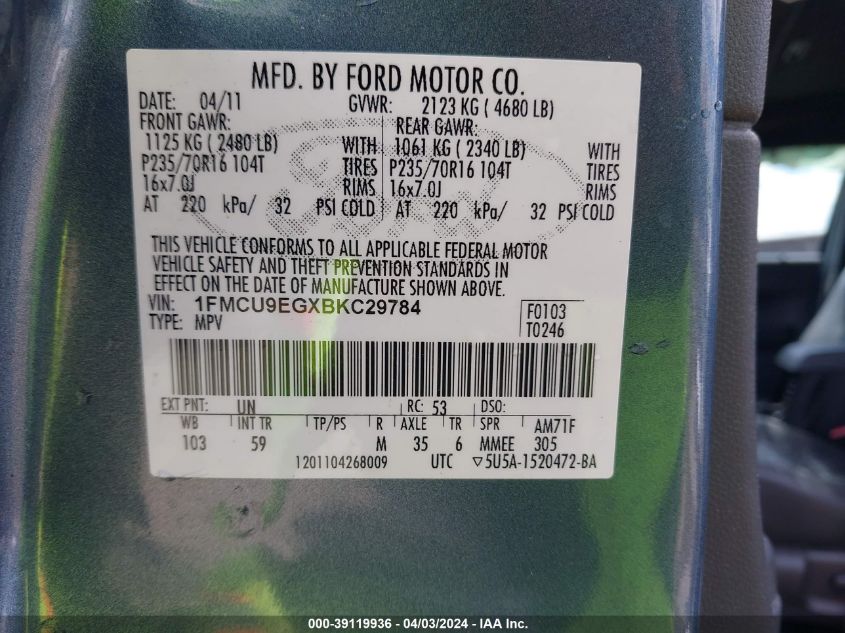 MFD. BY FORD MOTOR CO.
DATE: 04/11 GVWR: 2123 KG ( 4680 LB)
FRONT GAWR: REAR GAWR:
1125 KG ( 2480 LB) WITH 1061 KG ( 2340 LB) WITH
P235/70R16 104T TIRES P235/70R16 104T TIRES
16x7.0J RIMS 16x7.0J RIMS
AT 220 kPa/ 32 PSI COLD AT 220 kPa/ 32 PSI COLD
THIS VEHICLE CONFORMS TO ALL APPLICABLE FEDERAL MOTOR
VEHICLE SAFETY AND THEFT PREVENTION STANDARDS IN
EFFECT ON THE DATE OF MANUFACTURE SHOWN ABOVE.
VIN: 1FMCU9EGXBKC29784 F0103
TYPE: MPV T0246
EXT PNT: UN RC: 53 DSO:
WB INT TR TP/PS R AXLE TR SPR AM71F
103 59 M 35 6 MMEE 305
1201104268009 UTC ▽5U5A-1520472-BA
Ford
000-39119936 - 04/03/2024 - IAA Inc.